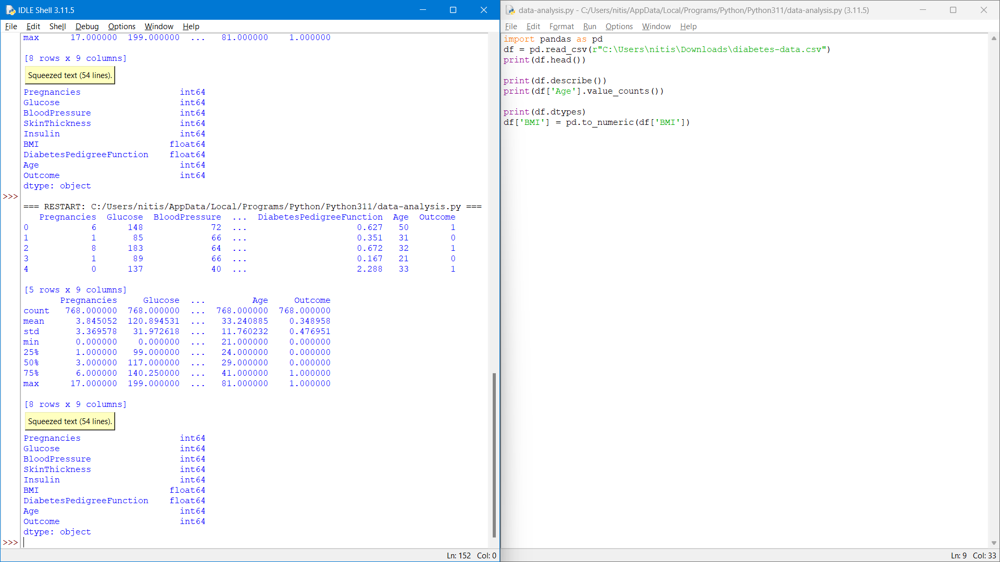 IDLE Shell 3.11.5
File Edit Shell Debug Options Window Help
max      17.000000  199.000000  ...   81.000000    1.000000
[8 rows x 9 columns]
Squeezed text (54 lines).
Pregnancies                   int64
Glucose                       int64
BloodPressure                 int64
SkinThickness                 int64
Insulin                       int64
BMI                         float64
DiabetesPedigreeFunction    float64
Age                           int64
Outcome                       int64
dtype: object
>>>
=== RESTART: C:/Users/nitis/AppData/Local/Programs/Python/Python311/data-analysis.py ===
   Pregnancies  Glucose  BloodPressure  ...  DiabetesPedigreeFunction  Age  Outcome
0            6      148             72  ...                     0.627   50        1
1            1       85             66  ...                     0.351   31        0
2            8      183             64  ...                     0.672   32        1
3            1       89             66  ...                     0.167   21        0
4            0      137             40  ...                     2.288   33        1
[5 rows x 9 columns]
       Pregnancies     Glucose  ...         Age     Outcome
count   768.000000  768.000000  ...  768.000000  768.000000
mean      3.845052  120.894531  ...   33.240885    0.348958
std       3.369578   31.972618  ...   11.760232    0.476951
min       0.000000    0.000000  ...   21.000000    0.000000
25%       1.000000   99.000000  ...   24.000000    0.000000
50%       3.000000  117.000000  ...   29.000000    0.000000
75%       6.000000  140.250000  ...   41.000000    1.000000
max      17.000000  199.000000  ...   81.000000    1.000000
[8 rows x 9 columns]
Squeezed text (54 lines).
Pregnancies                   int64
Glucose                       int64
BloodPressure                 int64
SkinThickness                 int64
Insulin                       int64
BMI                         float64
DiabetesPedigreeFunction    float64
Age                           int64
Outcome                       int64
dtype: object
>>>
Ln: 152 Col: 0
data-analysis.py - C:/Users/nitis/AppData/Local/Programs/Python/Python311/data-analysis.py (3.11.5)
File Edit Format Run Options Window Help
import pandas as pd
df = pd.read_csv(r"C:\Users\nitis\Downloads\diabetes-data.csv")
print(df.head())
print(df.describe())
print(df['Age'].value_counts())
print(df.dtypes)
df['BMI'] = pd.to_numeric(df['BMI'])
Ln: 9 Col: 33